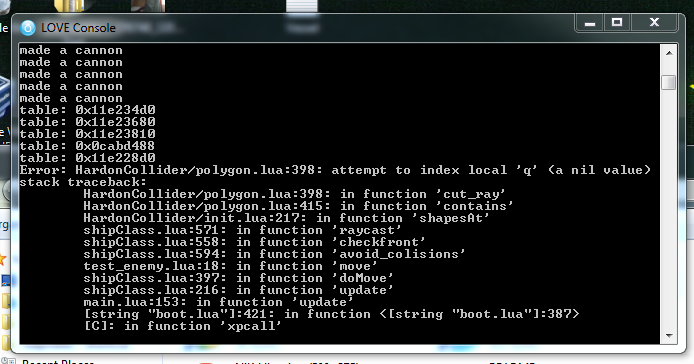 LOVE Console
made a cannon
made a cannon
made a cannon
made a cannon
made a cannon
table: 0x11e234d0
table: 0x11e23680
table: 0x11e23810
table: 0x0cabd488
table: 0x11e228d0
Error: HardonCollider/polygon.lua:398: attempt to index local 'q' (a nil value)
stack traceback:
HardonCollider/polygon.lua:398: in function 'cut_ray'
HardonCollider/polygon.lua:415: in function 'contains'
HardonCollider/init.lua:217: in function 'shapesAt'
shipClass.lua:571: in function 'raycast'
shipClass.lua:558: in function 'checkfront'
shipClass.lua:594: in function 'avoid_colisions'
test_enemy.lua:18: in function 'move'
shipClass.lua:397: in function 'doMove'
shipClass.lua:216: in function 'update'
main.lua:153: in function 'update'
[string "boot.lua"]:421: in function <[string "boot.lua"]:387>
[C]: in function 'xpcall'